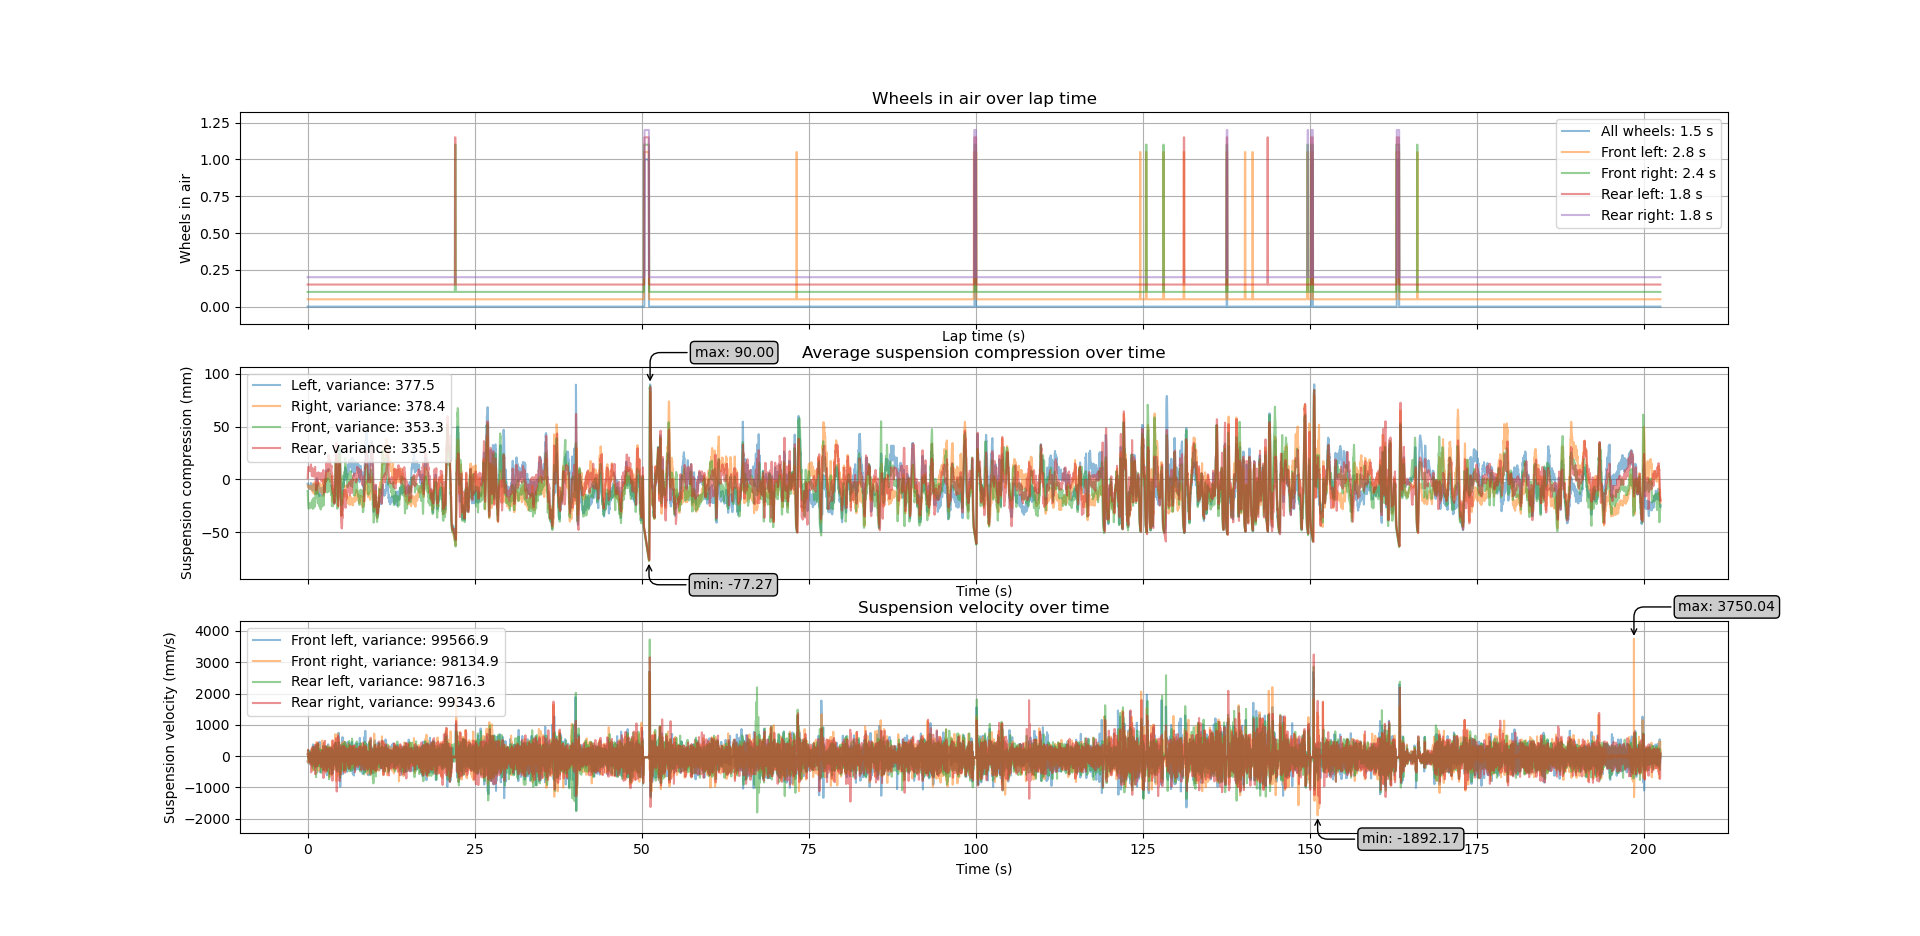 Wheels in air over lap time
1.25
1.00
0.75
0.50
0.25
0.00
Wheels in air
All wheels: 1.5 s
Front left: 2.8 s
Front right: 2.4 s
Rear left: 1.8 s
Rear right: 1.8 s
Lap time (s)
max: 90.00
Average suspension compression over time
100
50
0
−50
Suspension compression (mm)
Left, variance: 377.5
Right, variance: 378.4
Front, variance: 353.3
Rear, variance: 335.5
min: -77.27
Time (s)
Suspension velocity over time
max: 3750.04
4000
3000
2000
1000
0
−1000
−2000
Suspension velocity (mm/s)
Front left, variance: 99566.9
Front right, variance: 98134.9
Rear left, variance: 98716.3
Rear right, variance: 99343.6
min: -1892.17
0 25 50 75 100 125 150 175 200
Time (s)